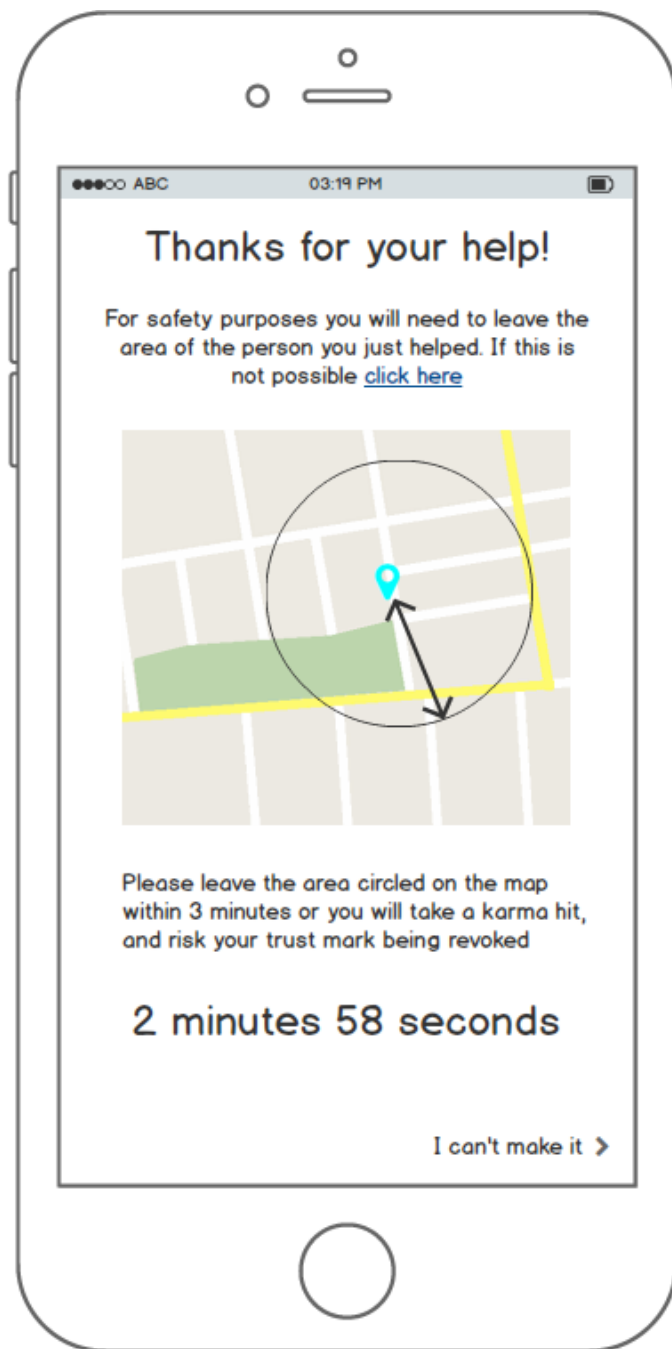 ABC 03:19 PM
Thanks for your help!
For safety purposes you will need to leave the
area of the person you just helped. If this is
not possible click here
Please leave the area circled on the map
within 3 minutes or you will take a karma hit,
and risk your trust mark being revoked
2 minutes 58 seconds
I can't make it